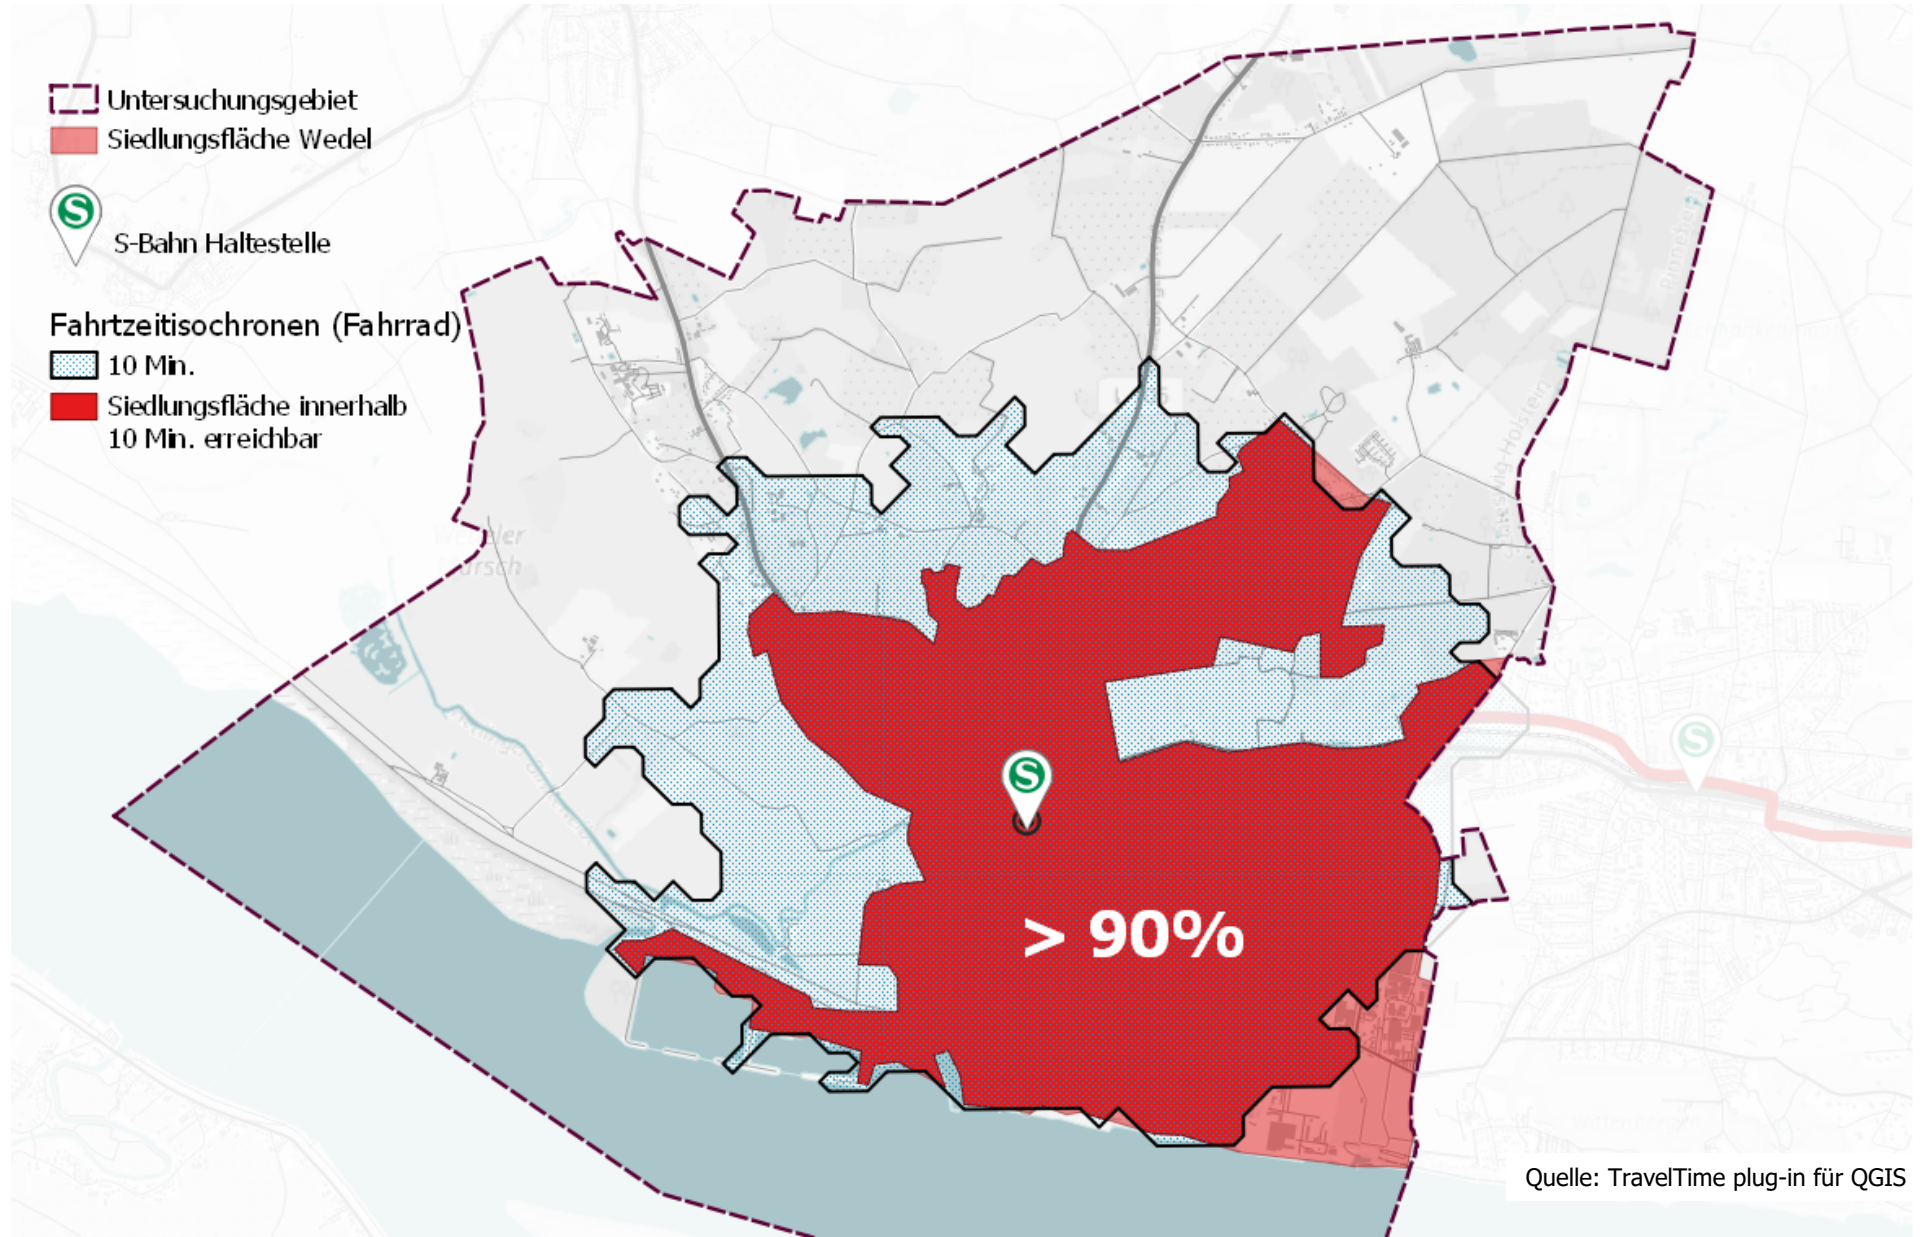 Untersuchungsgebiet
Siedlungsfläche Wedel
S
S-Bahn Haltestelle
Fahrtzeitisochronen (Fahrrad)
10 Min.
Siedlungsfläche innerhalb
10 Min. erreichbar
S
S
> 90%
Quelle: TravelTime plug-in für QGIS